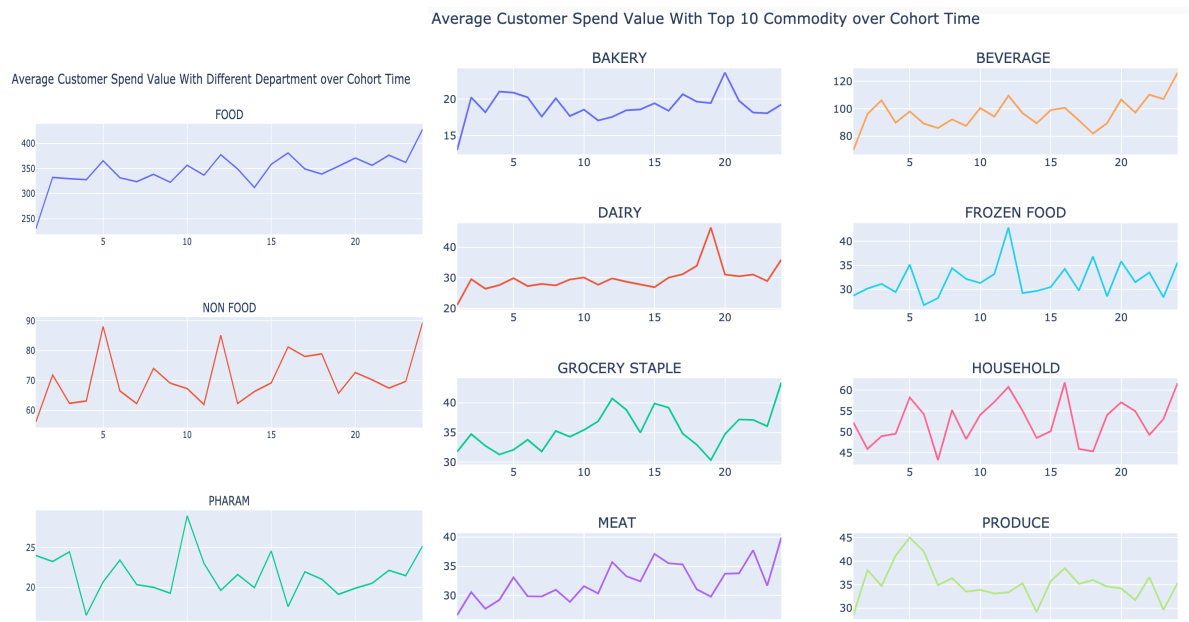 Average Customer Spend Value With Top 10 Commodity over Cohort Time
Average Customer Spend Value With Different Department over Cohort Time
FOOD
400
350
300
250
5 10 15 20
NON FOOD
90
80
70
60
5 10 15 20
PHARAM
25
20
BAKERY
20
15
5 10 15 20
BEVERAGE
120
100
80
5 10 15 20
DAIRY
40
30
20
5 10 15 20
FROZEN FOOD
40
35
30
5 10 15 20
GROCERY STAPLE
40
35
30
5 10 15 20
HOUSEHOLD
60
55
50
45
5 10 15 20
MEAT
40
35
30
PRODUCE
45
40
35
30